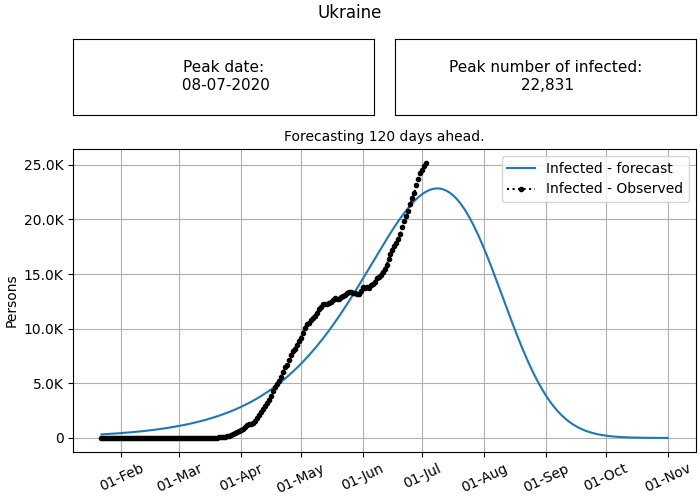 Ukraine
Peak date:
08-07-2020
Peak number of infected:
22,831
Forecasting 120 days ahead.
Infected - forecast
Infected - Observed
Persons
25.0K
20.0K
15.0K
10.0K
5.0K
0
01-Feb
01-Mar
01-Apr
01-May
01-Jun
01-Jul
01-Aug
01-Sep
01-Oct
01-Nov